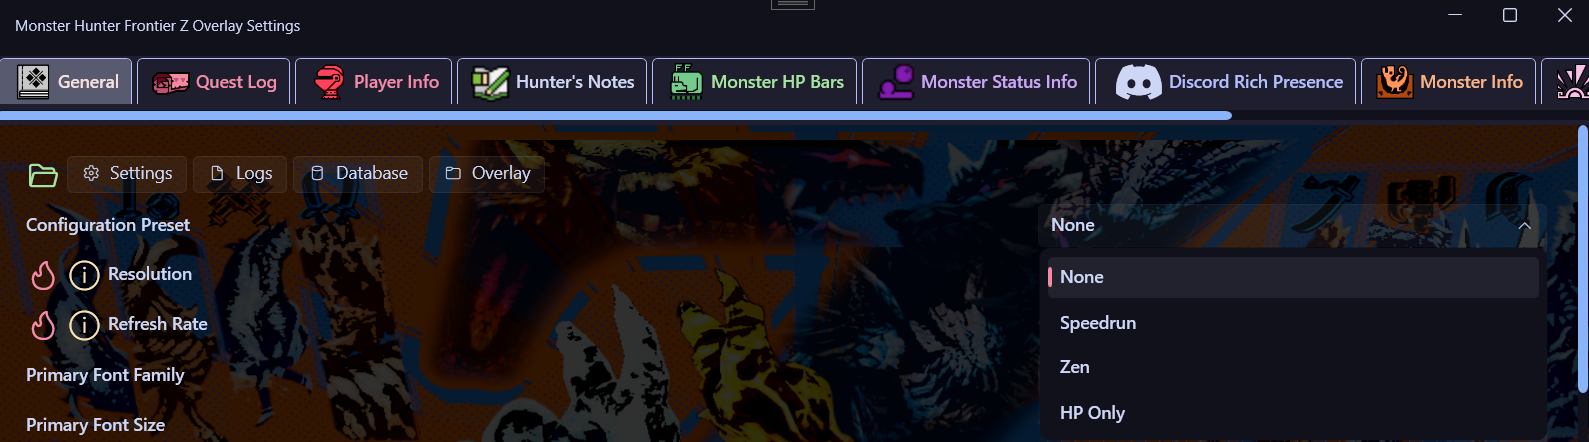 Monster Hunter Frontier Z Overlay Settings
General Quest Log Player Info Hunter's Notes Monster HP Bars Monster Status Info Discord Rich Presence Monster Info
Settings Logs Database Overlay
Configuration Preset None
Resolution None
Refresh Rate Speedrun
Primary Font Family Zen
Primary Font Size HP Only